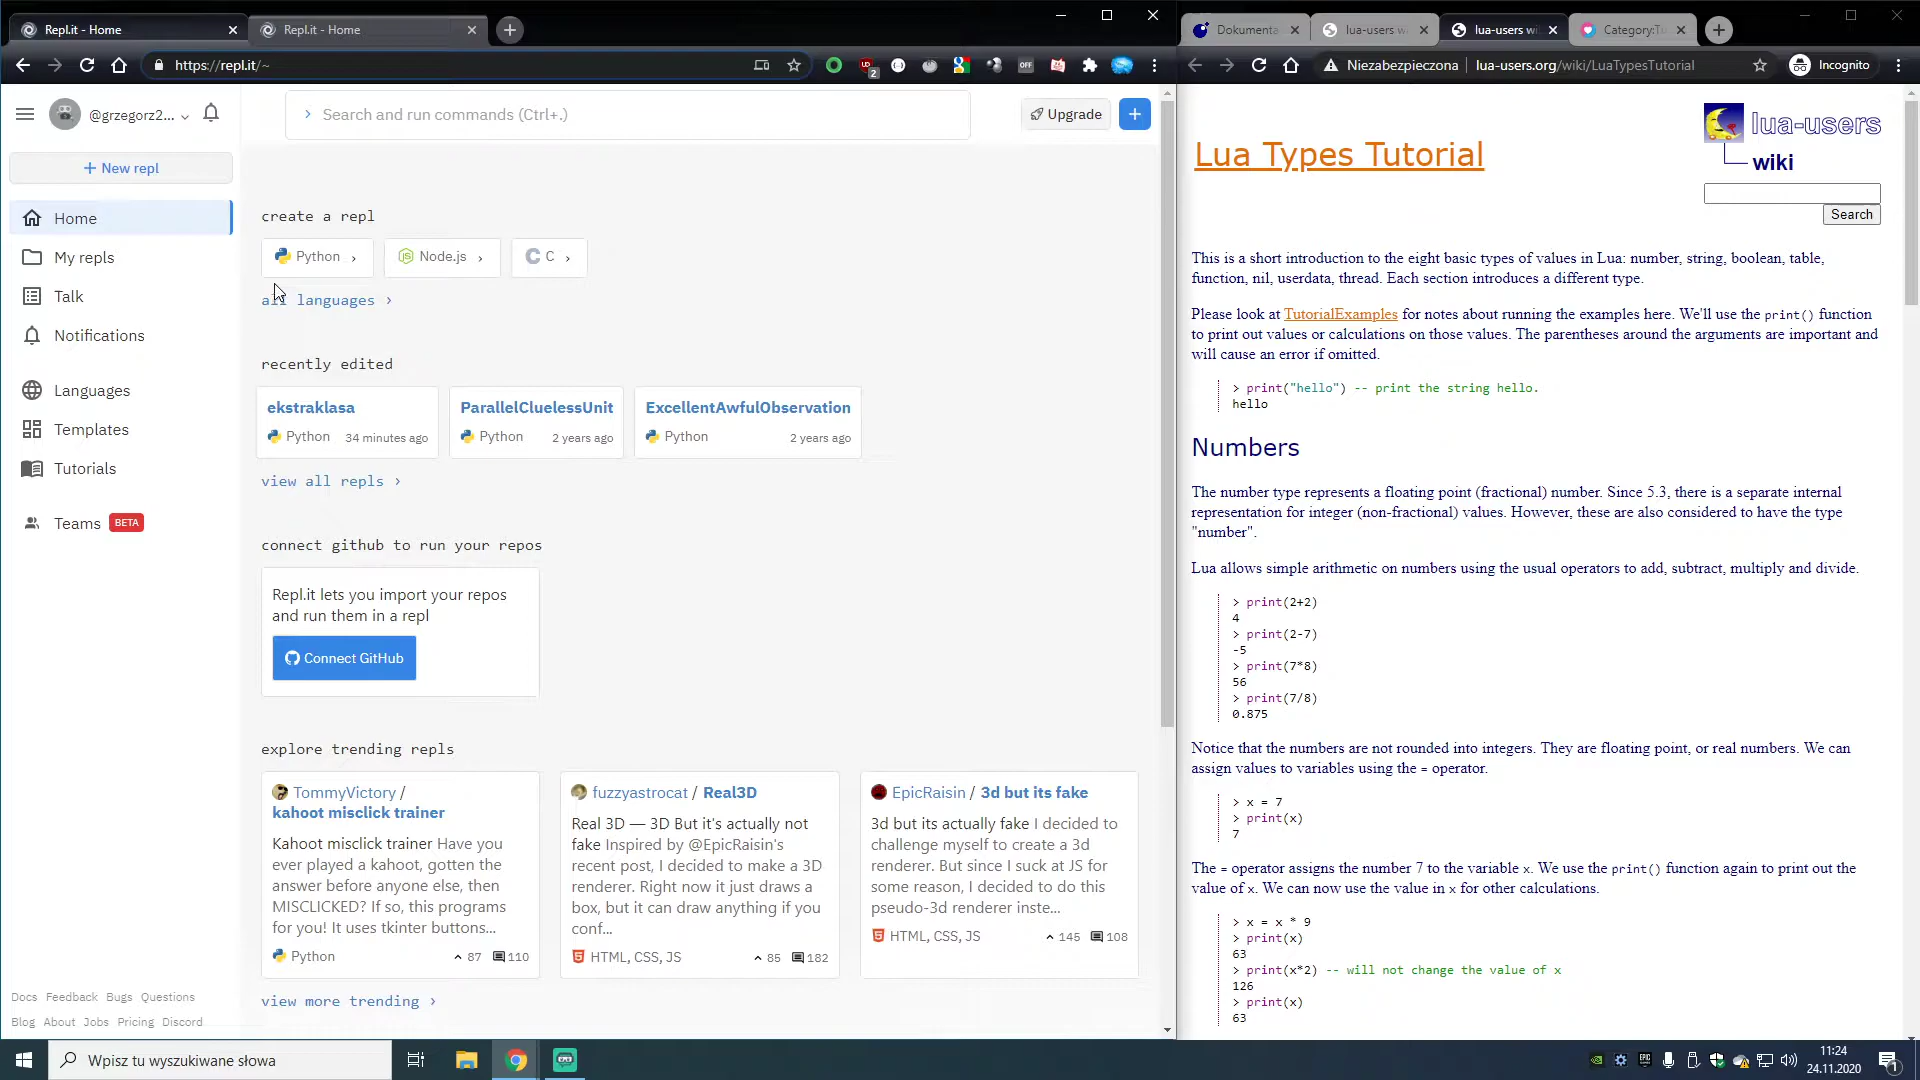 Repl.it - Home
Repl.it - Home
https://repl.it/~
2
OFF
@grzegorz2...
Search and run commands (Ctrl+.)
Upgrade
+ New repl
Home
My repls
Talk
Notifications
Languages
Templates
Tutorials
Teams BETA
create a repl
Python
Node.js
C
all languages
recently edited
ekstraklasa
Python 34 minutes ago
ParallelCluelessUnit
Python 2 years ago
ExcellentAwfulObservation
Python 2 years ago
view all repls
connect github to run your repos
Repl.it lets you import your repos
and run them in a repl
Connect GitHub
explore trending repls
TommyVictory /
kahoot misclick trainer
Kahoot misclick trainer Have you
ever played a kahoot, gotten the
answer before anyone else, then
MISCLICKED? If so, this programs
for you! It uses tkinter buttons...
Python 87 110
fuzzyastrocat / Real3D
Real 3D — 3D But it's actually not
fake Inspired by @EpicRaisin's
recent post, I decided to make a 3D
renderer. Right now it just draws a
box, but it can draw anything if you
conf...
HTML, CSS, JS 85 182
EpicRaisin / 3d but its fake
3d but its actually fake I decided to
challenge myself to create a 3d
renderer. But since I suck at JS for
some reason, I decided to do this
pseudo-3d renderer inste...
HTML, CSS, JS 145 108
view more trending
Docs Feedback Bugs Questions
Blog About Jobs Pricing Discord
Dokumenta
lua-users w
lua-users wi
Category:Tu
Niezabezpieczona lua-users.org/wiki/LuaTypesTutorial
Incognito
Lua Types Tutorial
lua-users
wiki
Search
This is a short introduction to the eight basic types of values in Lua: number, string, boolean, table,
function, nil, userdata, thread. Each section introduces a different type.
Please look at TutorialExamples for notes about running the examples here. We'll use the print() function
to print out values or calculations on those values. The parentheses around the arguments are important and
will cause an error if omitted.
> print("hello") -- print the string hello.
hello
Numbers
The number type represents a floating point (fractional) number. Since 5.3, there is a separate internal
representation for integer (non-fractional) values. However, these are also considered to have the type
"number".
Lua allows simple arithmetic on numbers using the usual operators to add, subtract, multiply and divide.
> print(2+2)
4
> print(2-7)
-5
> print(7*8)
56
> print(7/8)
0.875
Notice that the numbers are not rounded into integers. They are floating point, or real numbers. We can
assign values to variables using the = operator.
> x = 7
> print(x)
7
The = operator assigns the number 7 to the variable x. We use the print() function again to print out the
value of x. We can now use the value in x for other calculations.
> x = x * 9
> print(x)
63
> print(x*2) -- will not change the value of x
126
> print(x)
63
Wpisz tu wyszukiwane słowa
EPIC
11:24
24.11.2020
1